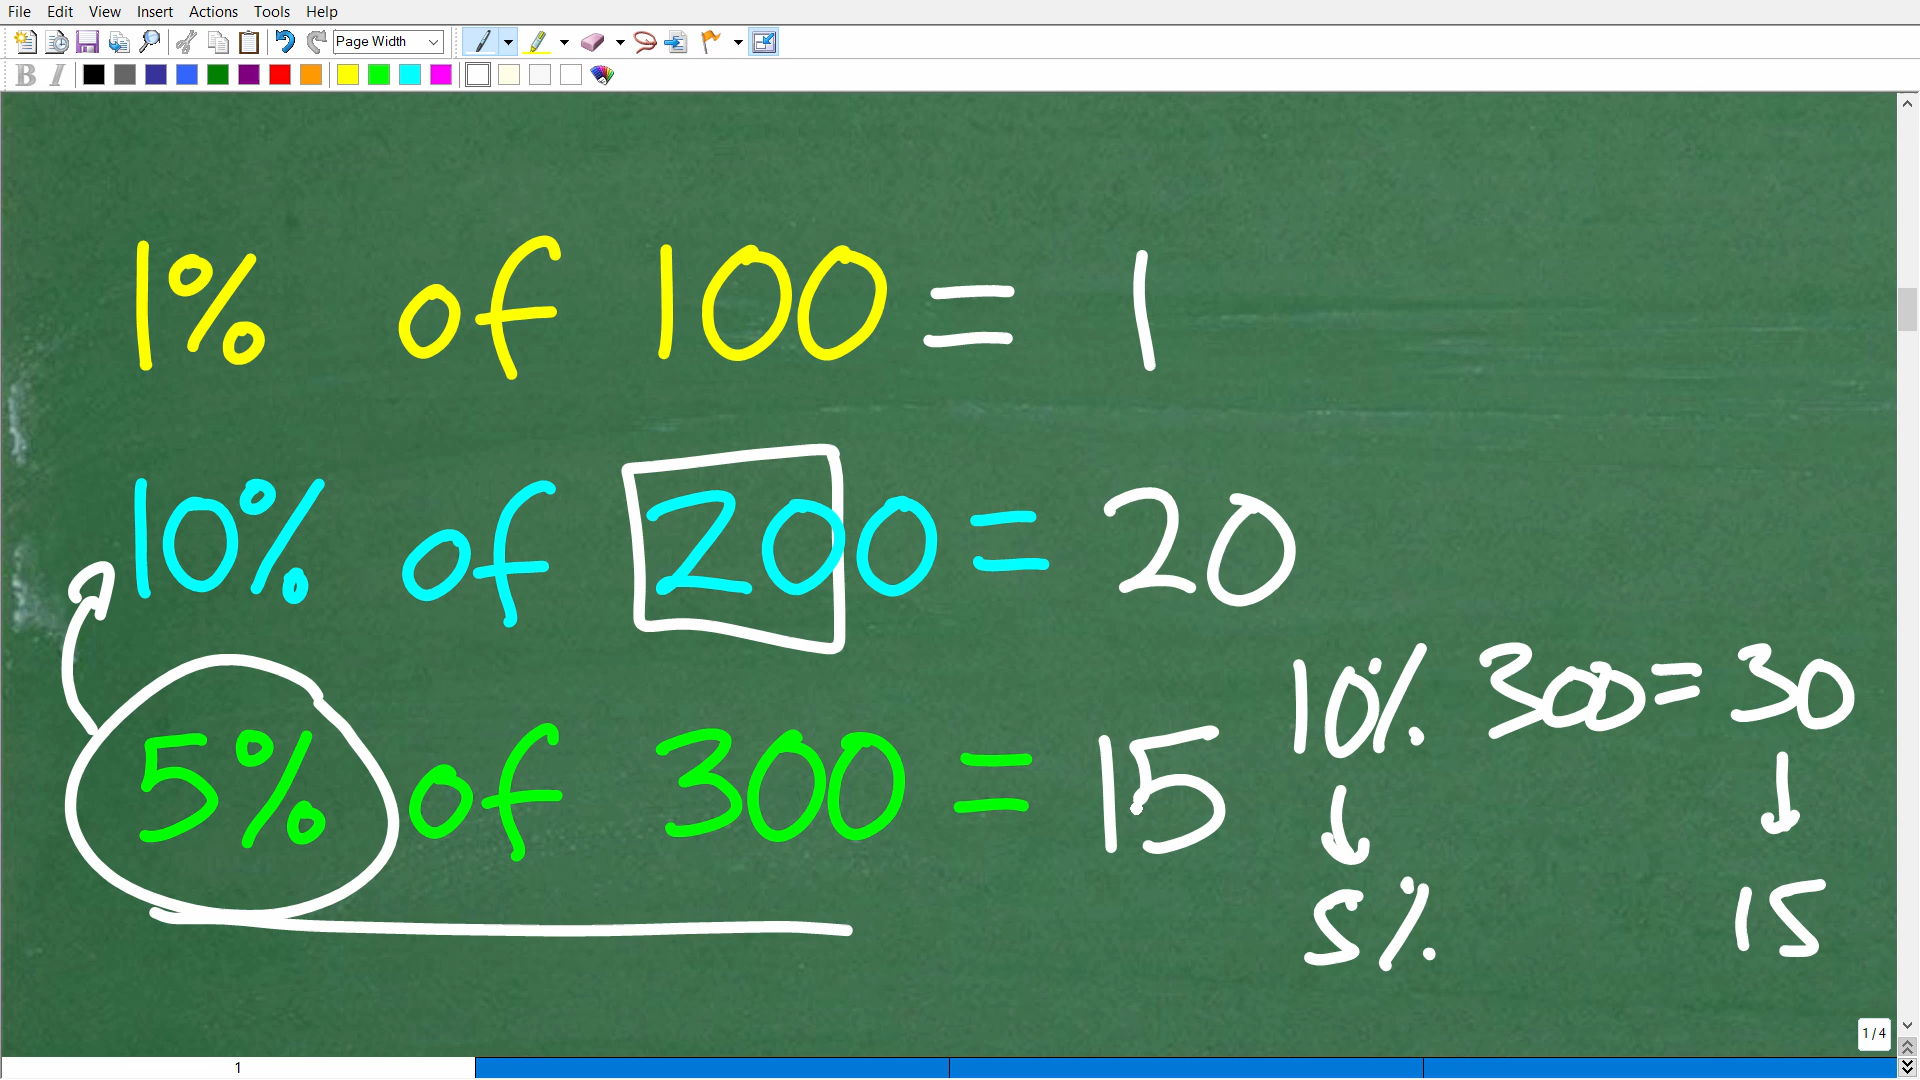 File Edit View Insert Actions Tools Help
Page Width
B I
1% of 100 = 1
10% of 200 = 20
10% 300 = 30
5% of 300 = 15
5% 15
1 / 4
1